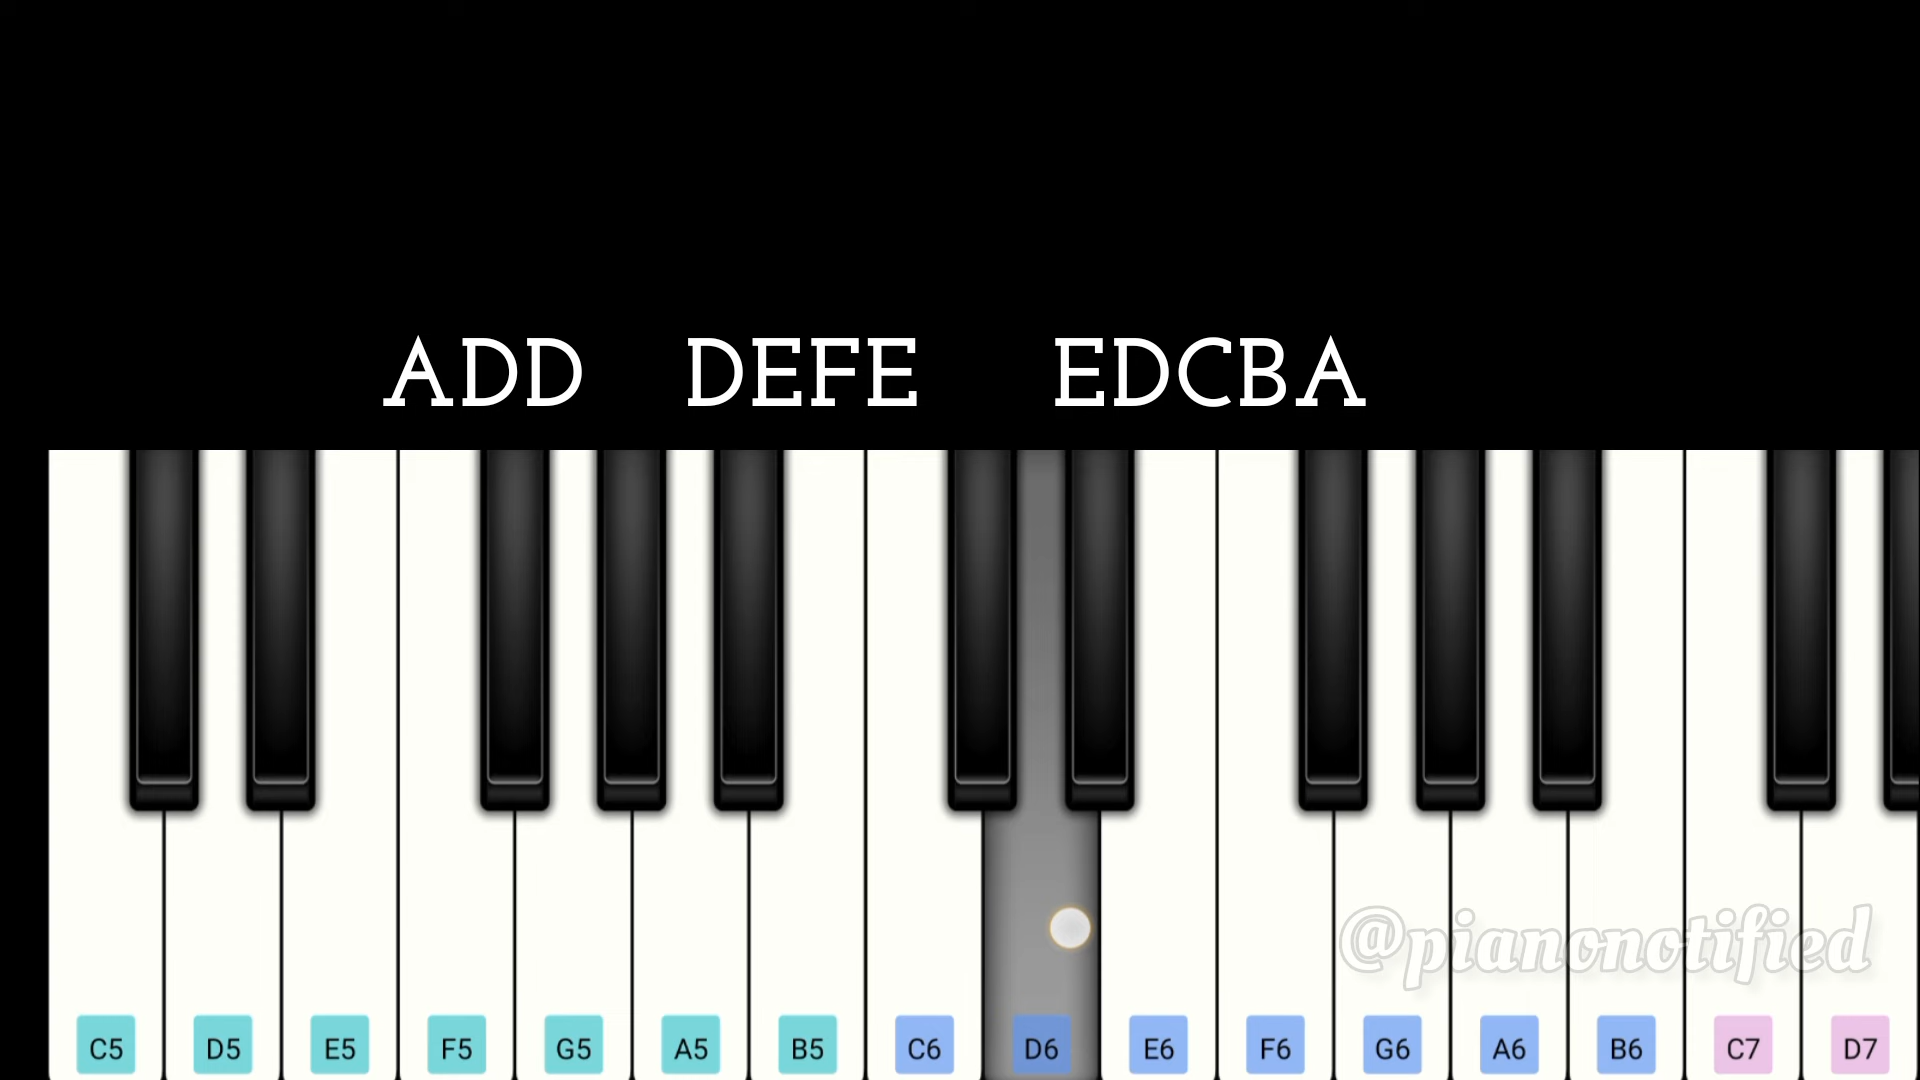 ADD DEFE EDCBA
@pianonotified
C5 D5 E5 F5 G5 A5 B5 C6 D6 E6 F6 G6 A6 B6 C7 D7